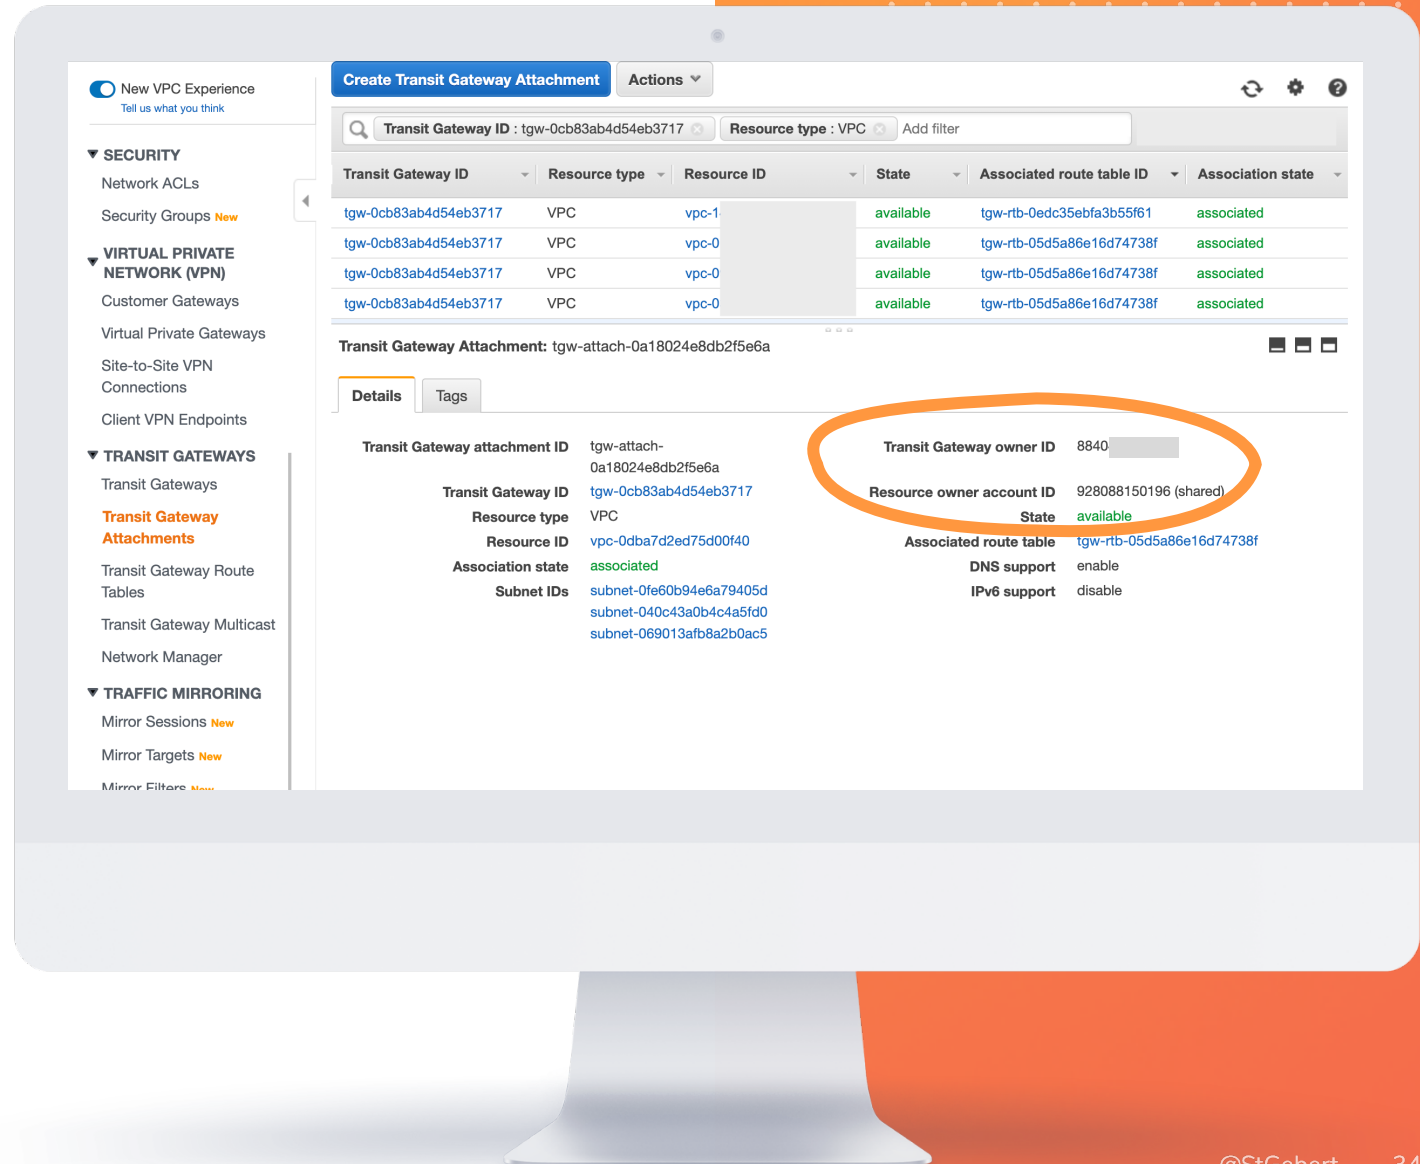 New VPC Experience
Tell us what you think
SECURITY
Network ACLs
Security Groups New
VIRTUAL PRIVATE
NETWORK (VPN)
Customer Gateways
Virtual Private Gateways
Site-to-Site VPN
Connections
Client VPN Endpoints
TRANSIT GATEWAYS
Transit Gateways
Transit Gateway
Attachments
Transit Gateway Route
Tables
Transit Gateway Multicast
Network Manager
TRAFFIC MIRRORING
Mirror Sessions New
Mirror Targets New
Mirror Filters New
Create Transit Gateway Attachment Actions
Transit Gateway ID : tgw-0cb83ab4d54eb3717 Resource type : VPC Add filter
Transit Gateway ID Resource type Resource ID State Associated route table ID Association state
tgw-0cb83ab4d54eb3717 VPC vpc-1 available tgw-rtb-0edc35ebfa3b55f61 associated
tgw-0cb83ab4d54eb3717 VPC vpc-0 available tgw-rtb-05d5a86e16d74738f associated
tgw-0cb83ab4d54eb3717 VPC vpc-0 available tgw-rtb-05d5a86e16d74738f associated
tgw-0cb83ab4d54eb3717 VPC vpc-0 available tgw-rtb-05d5a86e16d74738f associated
Transit Gateway Attachment: tgw-attach-0a18024e8db2f5e6a
Details Tags
Transit Gateway attachment ID tgw-attach-
0a18024e8db2f5e6a
Transit Gateway ID tgw-0cb83ab4d54eb3717
Resource type VPC
Resource ID vpc-0dba7d2ed75d00f40
Association state associated
Subnet IDs subnet-0fe60b94e6a79405d
subnet-040c43a0b4c4a5fd0
subnet-069013afb8a2b0ac5
Transit Gateway owner ID 8840
Resource owner account ID 928088150196 (shared)
State available
Associated route table tgw-rtb-05d5a86e16d74738f
DNS support enable
IPv6 support disable